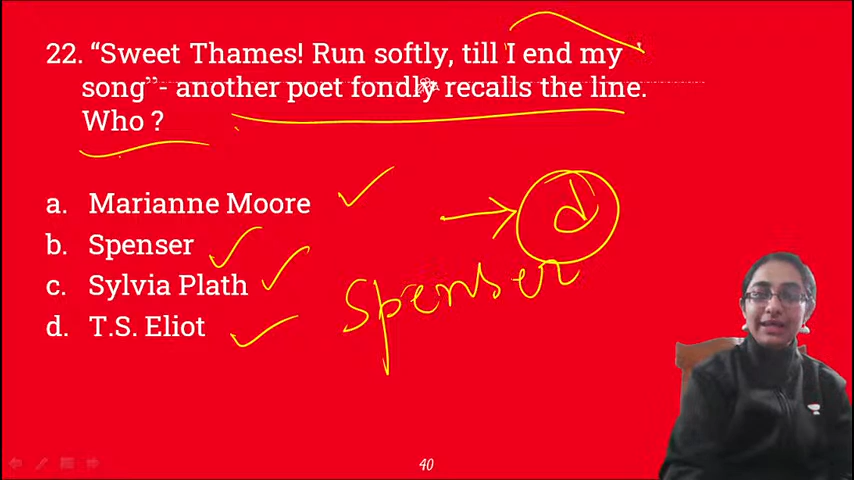 22. “Sweet Thames! Run softly, till I end my
song”- another poet fondly recalls the line.
Who ?
a. Marianne Moore
b. Spenser
c. Sylvia Plath
d. T.S. Eliot
d
Spenser
40